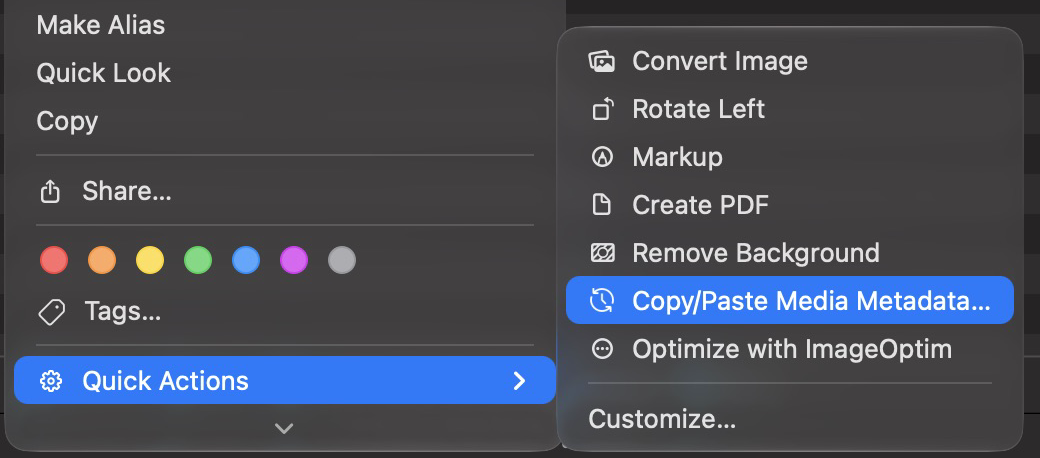 Make Alias
Quick Look
Copy
Share...
Tags...
Quick Actions
Convert Image
Rotate Left
Markup
Create PDF
Remove Background
Copy/Paste Media Metadata...
Optimize with ImageOptim
Customize...